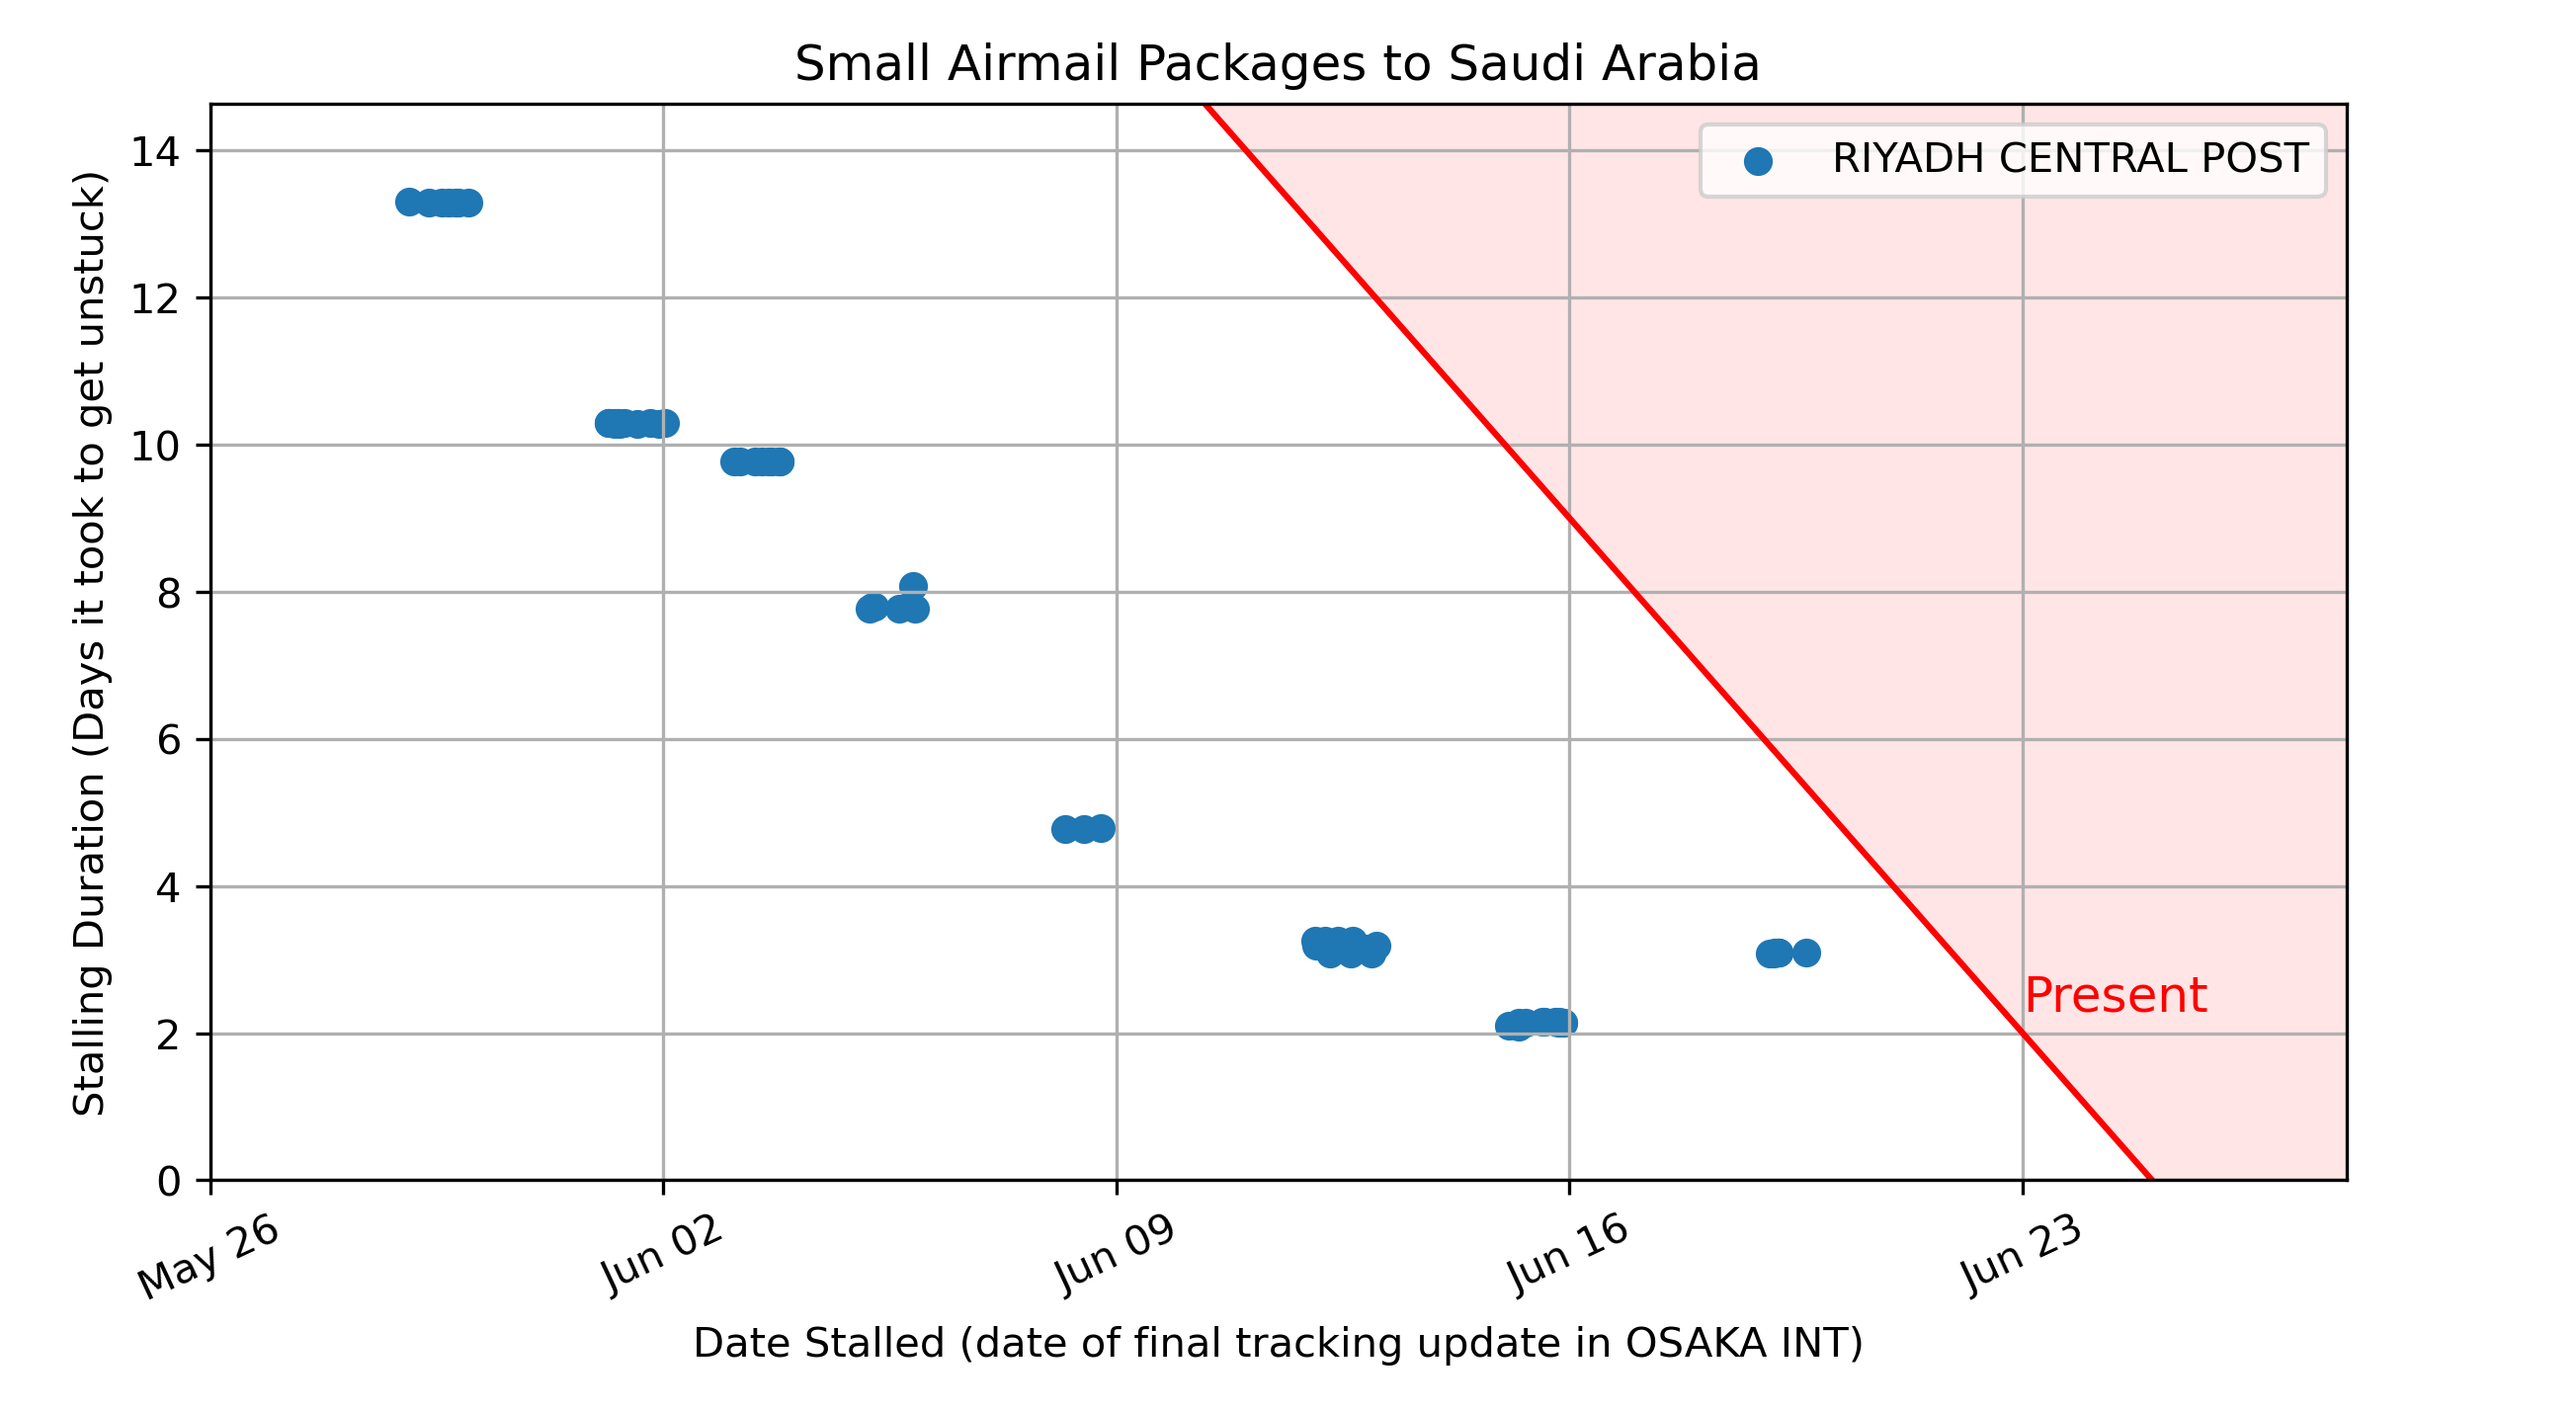 Small Airmail Packages to Saudi Arabia
Stalling Duration (Days it took to get unstuck)
14
12
10
8
6
4
2
0
RIYADH CENTRAL POST
Present
May 26
Jun 02
Jun 09
Jun 16
Jun 23
Date Stalled (date of final tracking update in OSAKA INT)